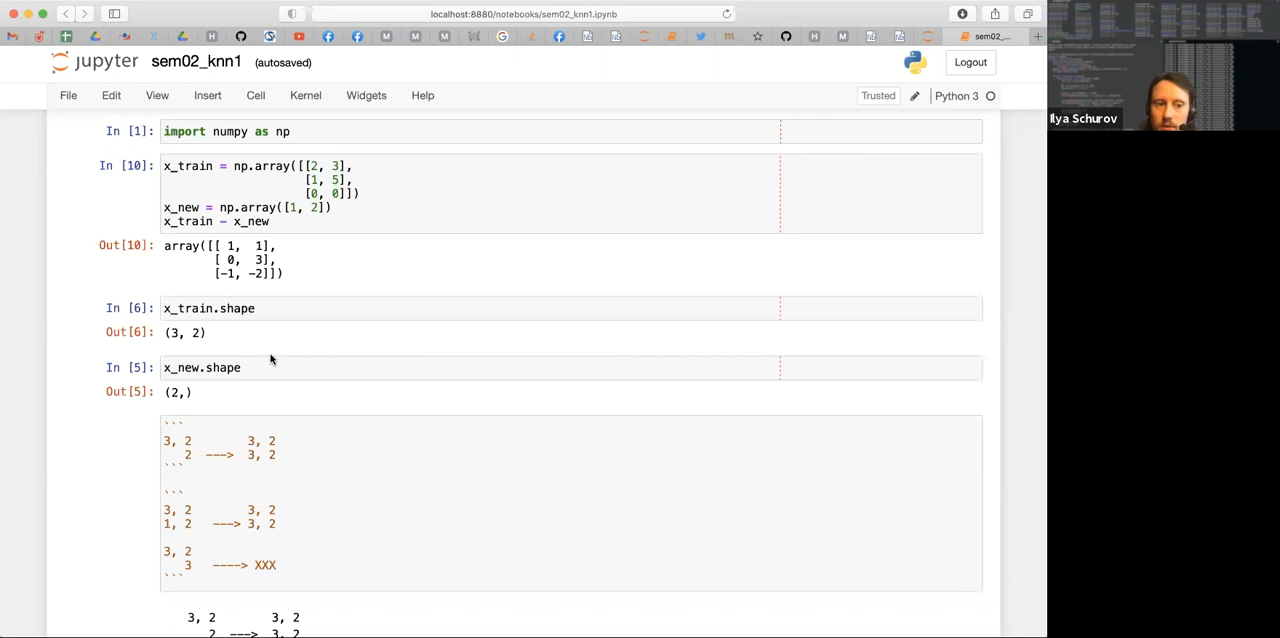 localhost:8880/notebooks/sem02_knn1.ipynb
sem02_...
jupyter sem02_knn1 (autosaved)
Logout
File Edit View Insert Cell Kernel Widgets Help
Trusted Python 3
In [1]: import numpy as np
In [10]: x_train = np.array([[2, 3],
[1, 5],
[0, 0]])
x_new = np.array([1, 2])
x_train - x_new
Out[10]: array([[ 1,  1],
[ 0,  3],
[-1, -2]])
In [6]: x_train.shape
Out[6]: (3, 2)
In [5]: x_new.shape
Out[5]: (2,)
```
3, 2        3, 2
2  ---> 3, 2
```
```
3, 2        3, 2
1, 2   ---> 3, 2
3, 2
3   ----> XXX
```
3, 2        3, 2
2  ---> 3, 2
Ilya Schurov